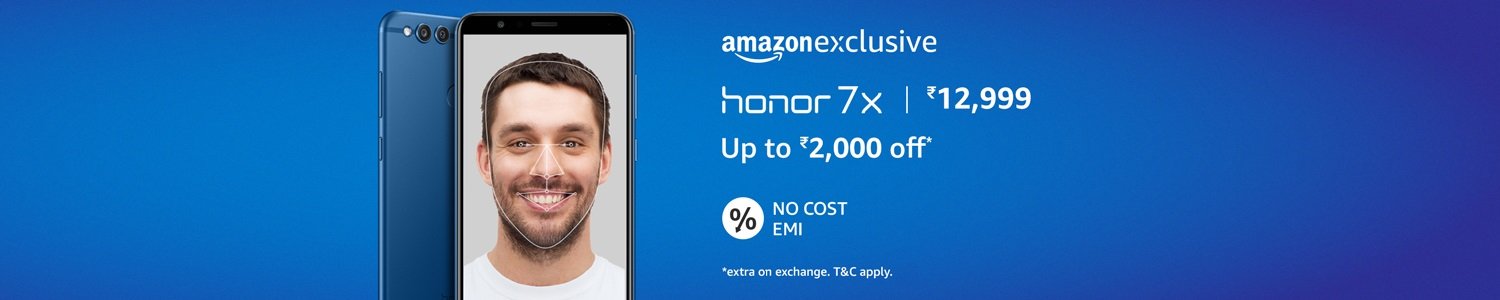 amazonexclusive
honor 7x | ₹12,999
Up to ₹2,000 off*
% NO COST
EMI
*extra on exchange. T&C apply.